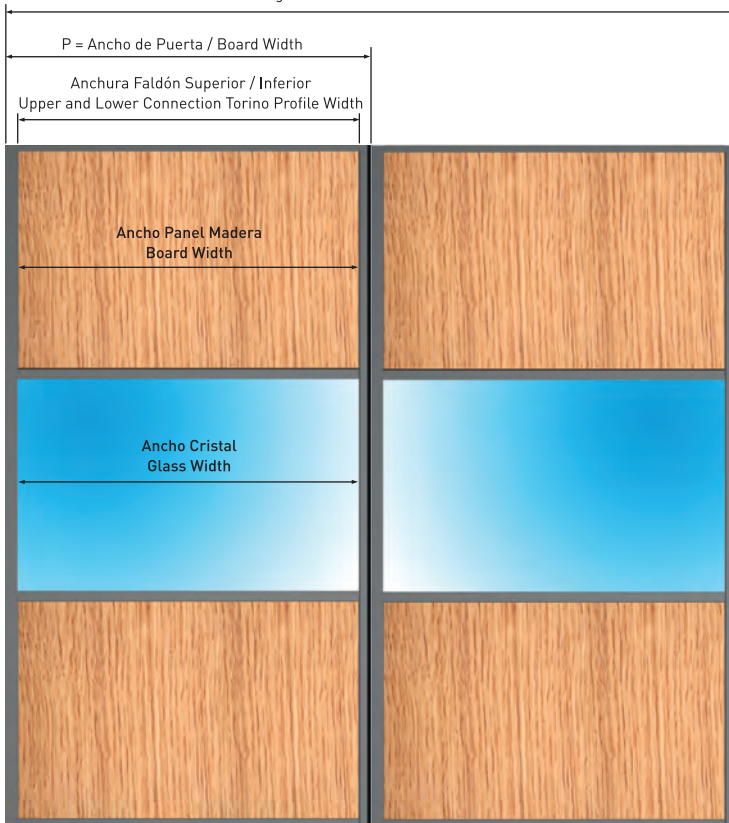 P = Ancho de Puerta / Board Width
Anchura Faldón Superior / Inferior
Upper and Lower Connection Torino Profile Width
Ancho Panel Madera
Board Width
Ancho Cristal
Glass Width